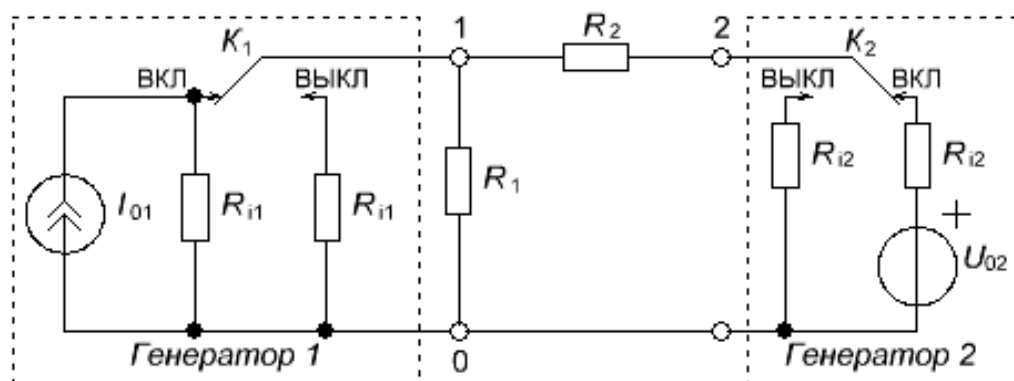 1 R₂ 2
K₁ K₂
ВКЛ ВЫКЛ ВЫКЛ ВКЛ
I₀₁ Rᵢ₁ Rᵢ₁ R₁ Rᵢ₂ Rᵢ₂
+
U₀₂
Генератор 1 0 Генератор 2